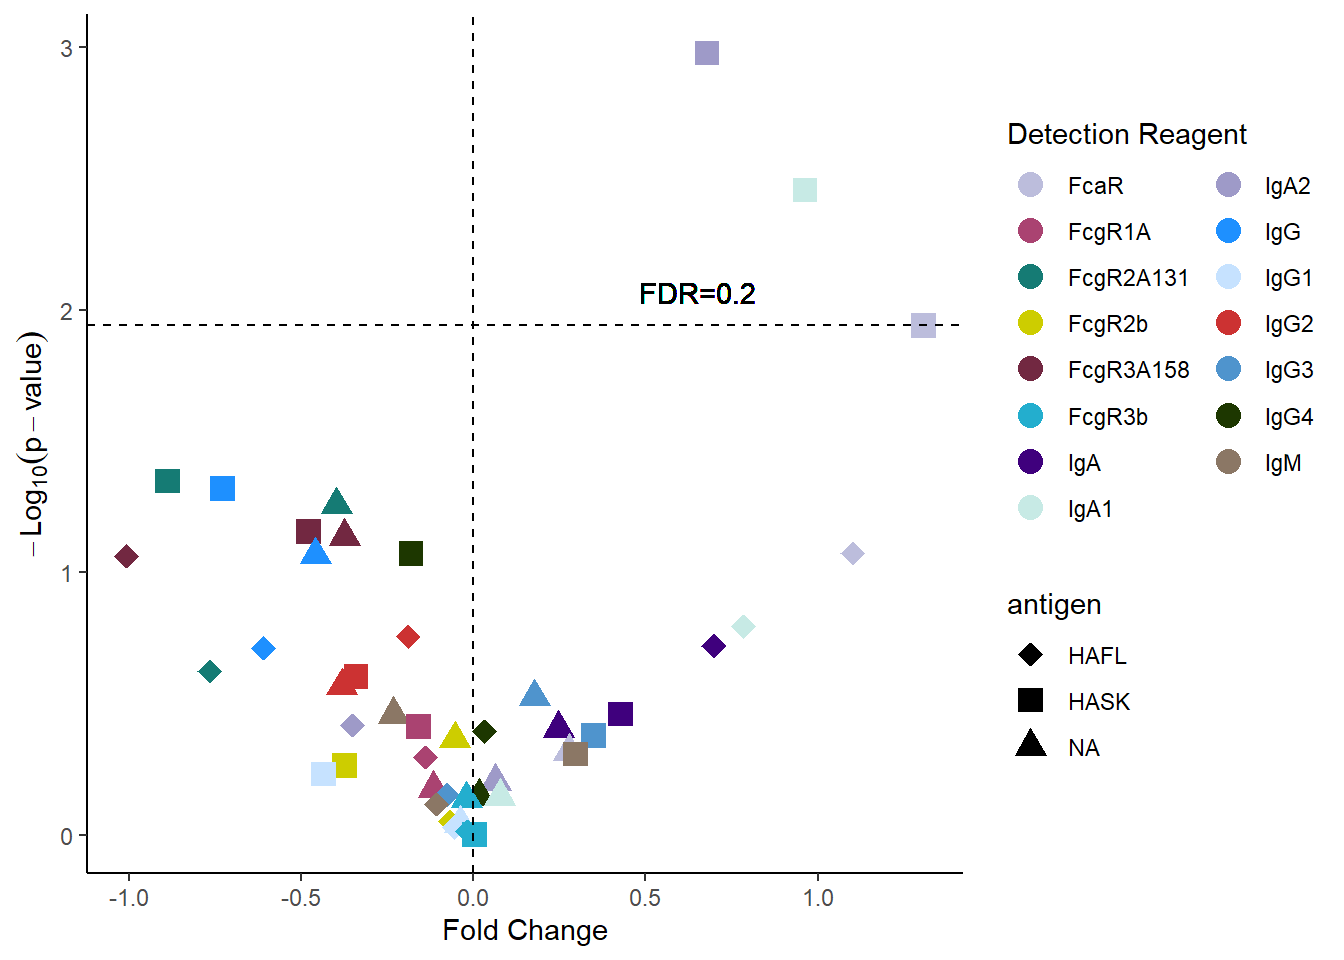 3
2
1
0
−Log10(p−value)
FDR=0.2
-1.0 -0.5 0.0 0.5 1.0
Fold Change
Detection Reagent
FcaR
FcgR1A
FcgR2A131
FcgR2b
FcgR3A158
FcgR3b
IgA
IgA1
IgA2
IgG
IgG1
IgG2
IgG3
IgG4
IgM
antigen
HAFL
HASK
NA